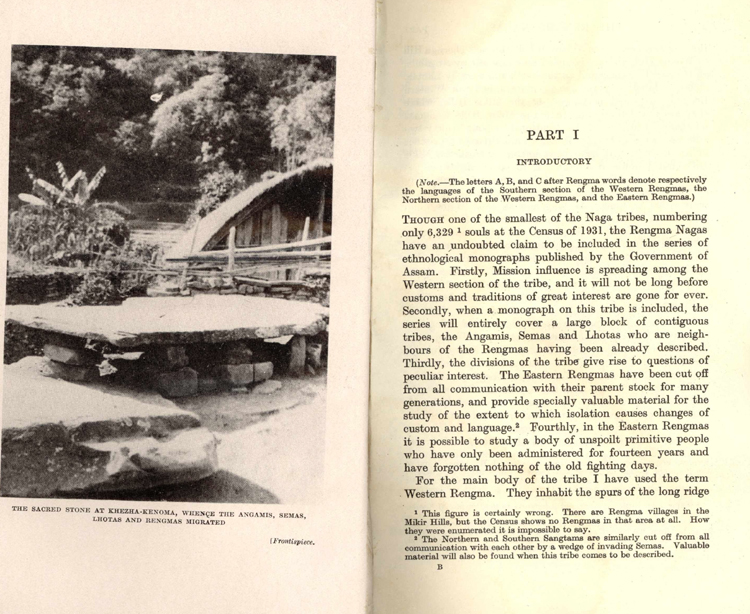 THE SACRED STONE AT KHEZHA-KENOMA, WHENCE THE ANGAMIS, SEMAS,
LHOTAS AND RENGMAS MIGRATED
[Frontispiece.
PART I
INTRODUCTORY
(Note.—The letters A, B, and C after Rengma words denote respectively
the languages of the Southern section of the Western Rengmas, the
Northern section of the Western Rengmas, and the Eastern Rengmas.)
THOUGH one of the smallest of the Naga tribes, numbering
only 6,329 ¹ souls at the Census of 1931, the Rengma Nagas
have an undoubted claim to be included in the series of
ethnological monographs published by the Government of
Assam. Firstly, Mission influence is spreading among the
Western section of the tribe, and it will not be long before
customs and traditions of great interest are gone for ever.
Secondly, when a monograph on this tribe is included, the
series will entirely cover a large block of contiguous
tribes, the Angamis, Semas and Lhotas who are neigh-
bours of the Rengmas having been already described.
Thirdly, the divisions of the tribe give rise to questions of
peculiar interest. The Eastern Rengmas have been cut off
from all communication with their parent stock for many
generations, and provide specially valuable material for the
study of the extent to which isolation causes changes of
custom and language.² Fourthly, in the Eastern Rengmas
it is possible to study a body of unspoilt primitive people
who have only been administered for fourteen years and
have forgotten nothing of the old fighting days.
For the main body of the tribe I have used the term
Western Rengma. They inhabit the spurs of the long ridge
¹ This figure is certainly wrong. There are Rengma villages in the
Mikir Hills, but the Census shows no Rengmas in that area at all. How
they were enumerated it is impossible to say.
² The Northern and Southern Sangtams are similarly cut off from all
communication with each other by a wedge of invading Semas. Valuable
material will also be found when this tribe comes to be described.
B